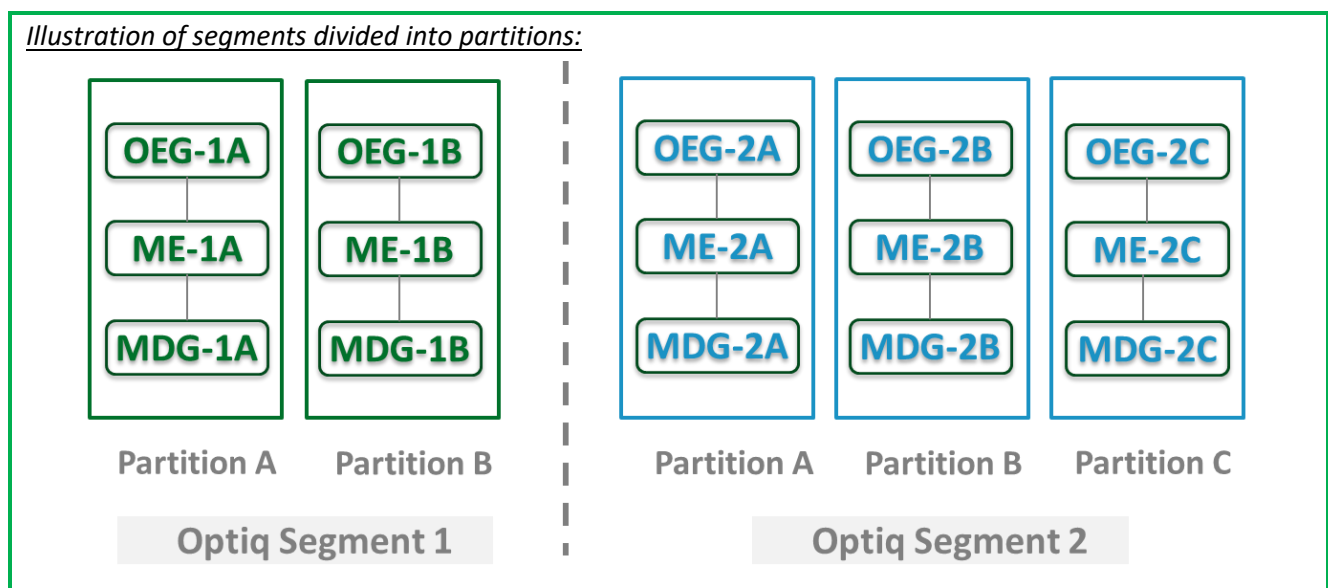 Illustration of segments divided into partitions:
OEG-1A
OEG-1B
OEG-2A
OEG-2B
OEG-2C
ME-1A
ME-1B
ME-2A
ME-2B
ME-2C
MDG-1A
MDG-1B
MDG-2A
MDG-2B
MDG-2C
Partition A
Partition B
Partition A
Partition B
Partition C
Optiq Segment 1
Optiq Segment 2